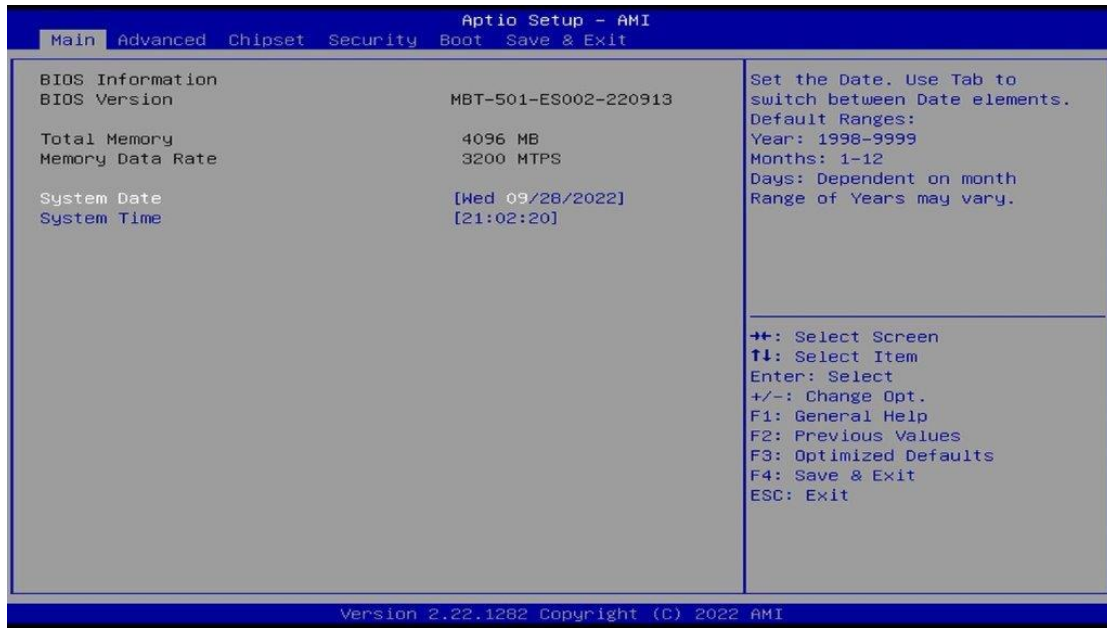 Aptio Setup - AMI
Main Advanced Chipset Security Boot Save & Exit
BIOS Information
BIOS Version MBT-501-ES002-220913
Total Memory 4096 MB
Memory Data Rate 3200 MTPS
System Date [Wed 09/28/2022]
System Time [21:02:20]
Set the Date. Use Tab to
switch between Date elements.
Default Ranges:
Year: 1998-9999
Months: 1-12
Days: Dependent on month
Range of Years may vary.
→←: Select Screen
↑↓: Select Item
Enter: Select
+/-: Change Opt.
F1: General Help
F2: Previous Values
F3: Optimized Defaults
F4: Save & Exit
ESC: Exit
Version 2.22.1282 Copyright (C) 2022 AMI